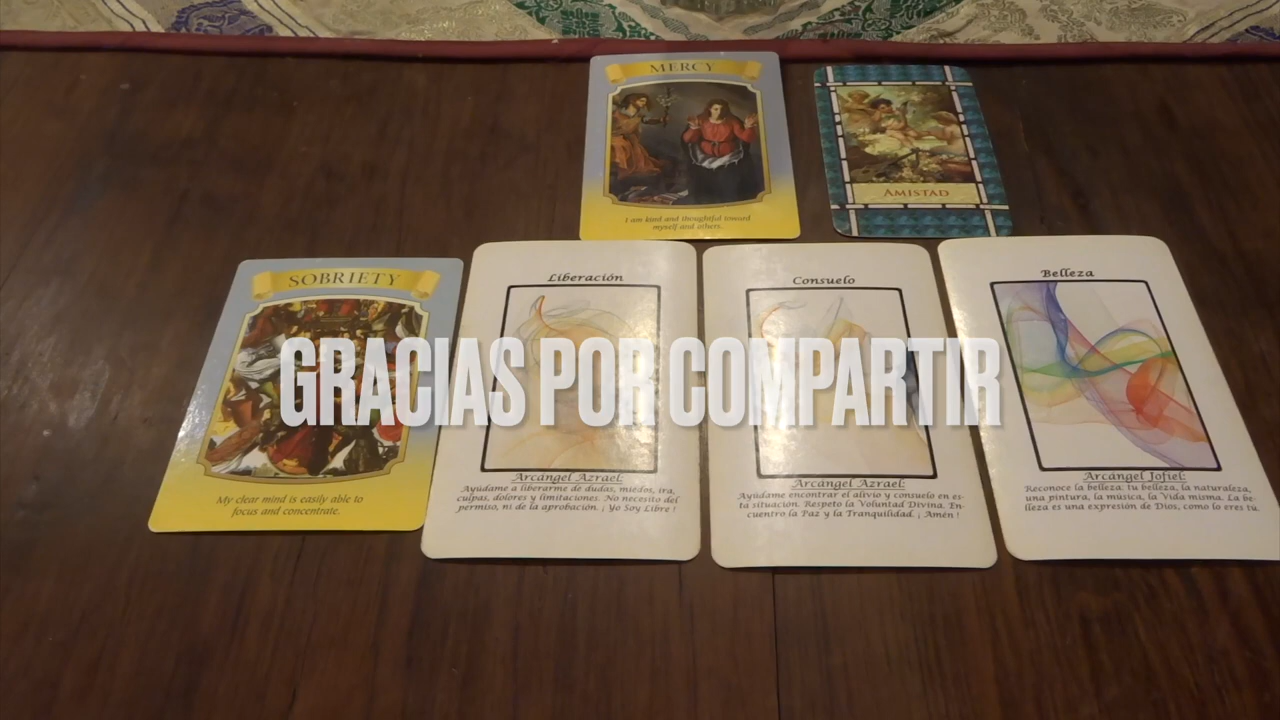 MERCY
I am kind and thoughtful toward
myself and others.
AMISTAD
SOBRIETY
My clear mind is easily able to
focus and concentrate.
Liberación
Arcángel Azrael:
Ayúdame a liberarme de dudas, miedos, ira,
culpas, dolores y limitaciones. No necesito del
permiso, ni de la aprobación. ¡ Yo Soy Libre !
Consuelo
Arcángel Azrael:
Ayúdame encontrar el alivio y consuelo en es-
ta situación. Respeto la Voluntad Divina. En-
cuentro la Paz y la Tranquilidad. ¡ Amén !
Belleza
Arcángel Jofiel:
Reconoce la belleza: tu belleza, la naturaleza,
una pintura, la música, la Vida misma. La be-
lleza es una expresión de Dios, como lo eres tú.
GRACIAS POR COMPARTIR